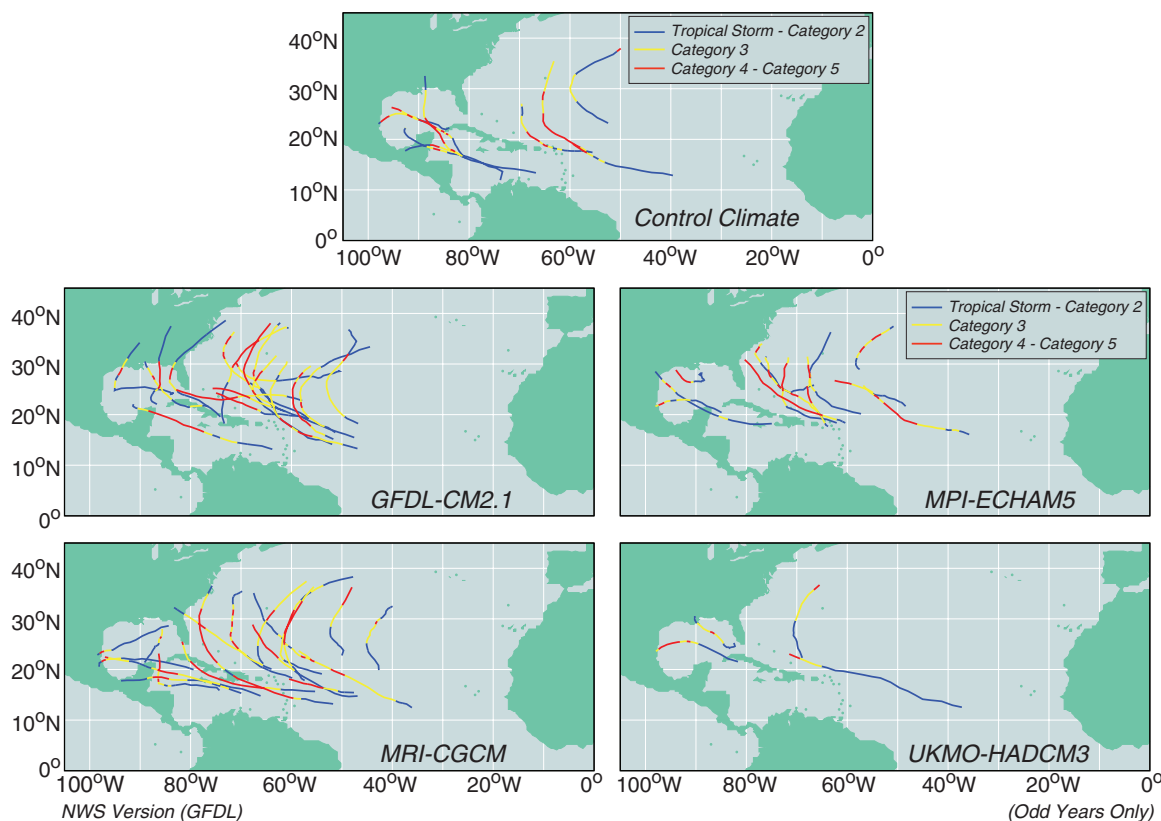 40°N
30°N
20°N
10°N
0°
Tropical Storm - Category 2
Category 3
Category 4 - Category 5
Control Climate
100°W 80°W 60°W 40°W 20°W 0°
40°N
30°N
20°N
10°N
0°
GFDL-CM2.1
Tropical Storm - Category 2
Category 3
Category 4 - Category 5
MPI-ECHAM5
40°N
30°N
20°N
10°N
0°
MRI-CGCM
UKMO-HADCM3
100°W 80°W 60°W 40°W 20°W 0°
100°W 80°W 60°W 40°W 20°W 0°
NWS Version (GFDL)
(Odd Years Only)